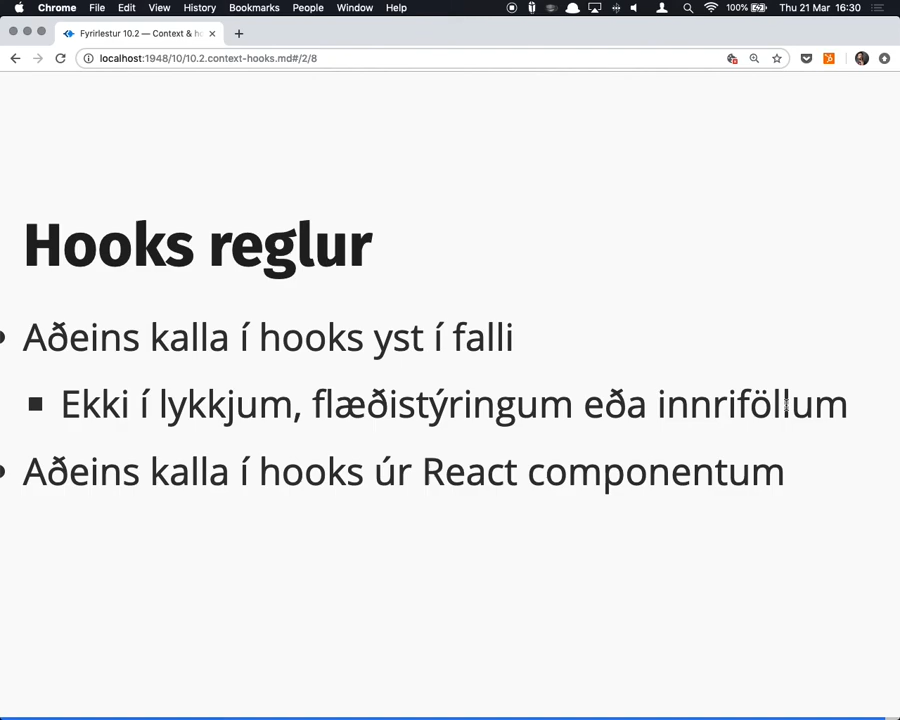 Chrome File Edit View History Bookmarks People Window Help 100% Thu 21 Mar 16:30
Fyrirlestur 10.2 — Context & h
localhost:1948/10/10.2.context-hooks.md#/2/8
Hooks reglur
• Aðeins kalla í hooks yst í falli
▪ Ekki í lykkjum, flæðistýringum eða innriföllum
• Aðeins kalla í hooks úr React componentum